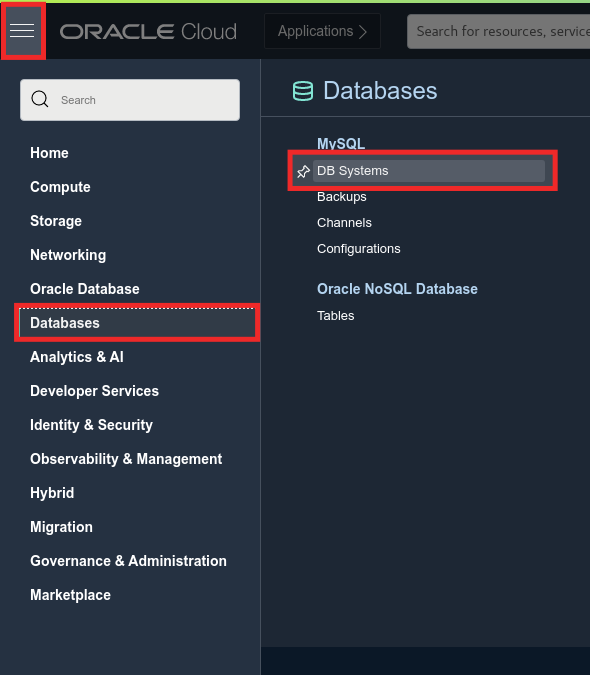 ORACLE Cloud
Applications
Search for resources, service
Search
Home
Compute
Storage
Networking
Oracle Database
Databases
Analytics & AI
Developer Services
Identity & Security
Observability & Management
Hybrid
Migration
Governance & Administration
Marketplace
Databases
MySQL
DB Systems
Backups
Channels
Configurations
Oracle NoSQL Database
Tables